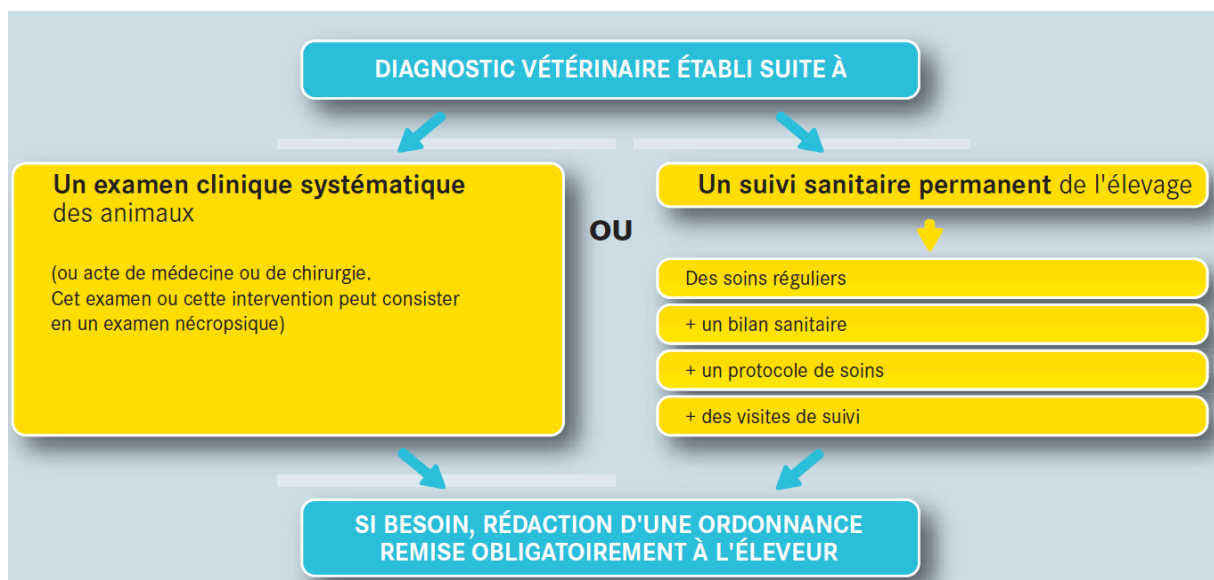 DIAGNOSTIC VÉTÉRINAIRE ÉTABLI SUITE À
Un examen clinique systématique
des animaux
(ou acte de médecine ou de chirurgie.
Cet examen ou cette intervention peut consister
en un examen nécropsique)
OU
Un suivi sanitaire permanent de l'élevage
Des soins réguliers
+ un bilan sanitaire
+ un protocole de soins
+ des visites de suivi
SI BESOIN, RÉDACTION D'UNE ORDONNANCE
REMISE OBLIGATOIREMENT À L'ÉLEVEUR